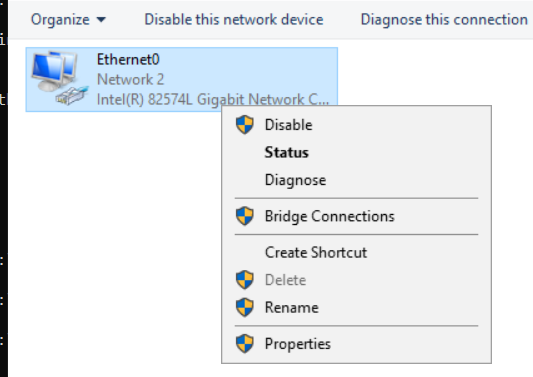 Organize
Disable this network device
Diagnose this connection
Ethernet0
Network 2
Intel(R) 82574L Gigabit Network C...
Disable
Status
Diagnose
Bridge Connections
Create Shortcut
Delete
Rename
Properties